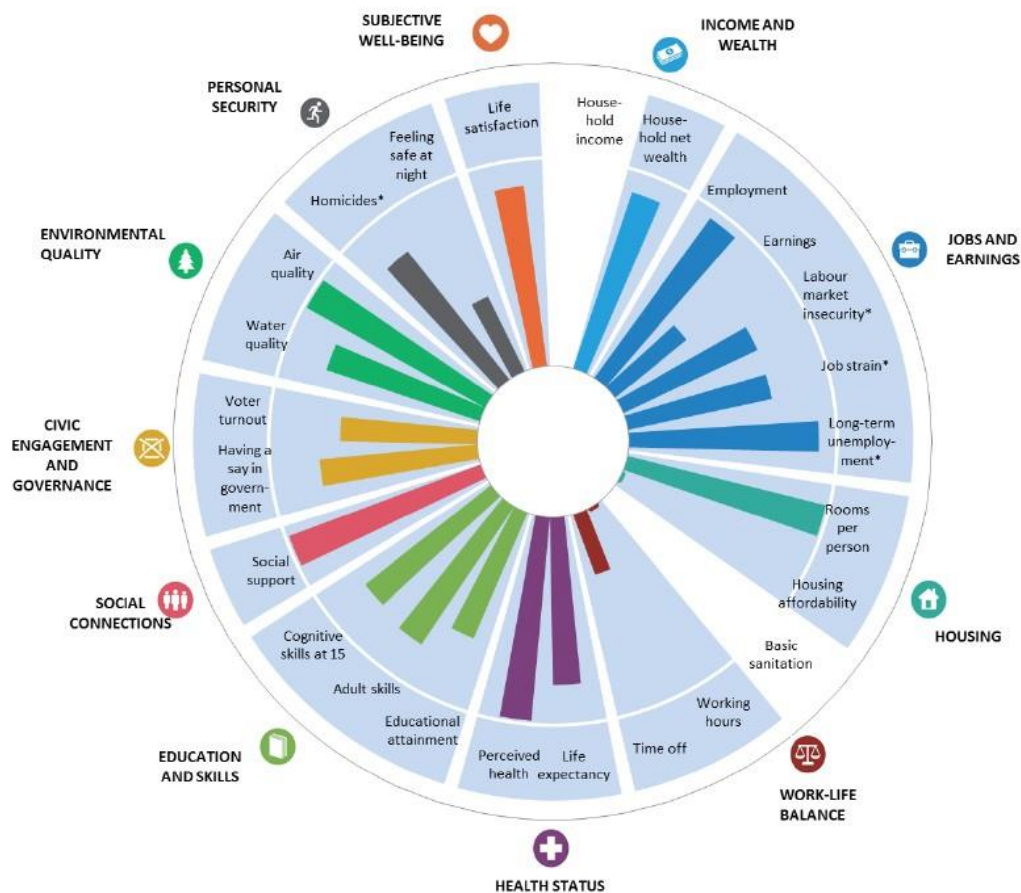 SUBJECTIVE
WELL-BEING
INCOME AND
WEALTH
PERSONAL
SECURITY
Life
satisfaction
House-
hold
income
House-
hold net
wealth
Feeling
safe at
night
Homicides*
Employment
Earnings
JOBS AND
EARNINGS
ENVIRONMENTAL
QUALITY
Air
quality
Labour
market
insecurity*
Water
quality
Job strain*
Voter
turnout
CIVIC
ENGAGEMENT
AND
GOVERNANCE
Having a
say in
govern-
ment
Long-term
unemploy-
ment*
Rooms
per
person
Social
support
SOCIAL
CONNECTIONS
Housing
affordability
HOUSING
Cognitive
skills at 15
Basic
sanitation
Adult skills
Educational
attainment
Working
hours
EDUCATION
AND SKILLS
Perceived
health
Life
expectancy
Time off
WORK-LIFE
BALANCE
HEALTH STATUS